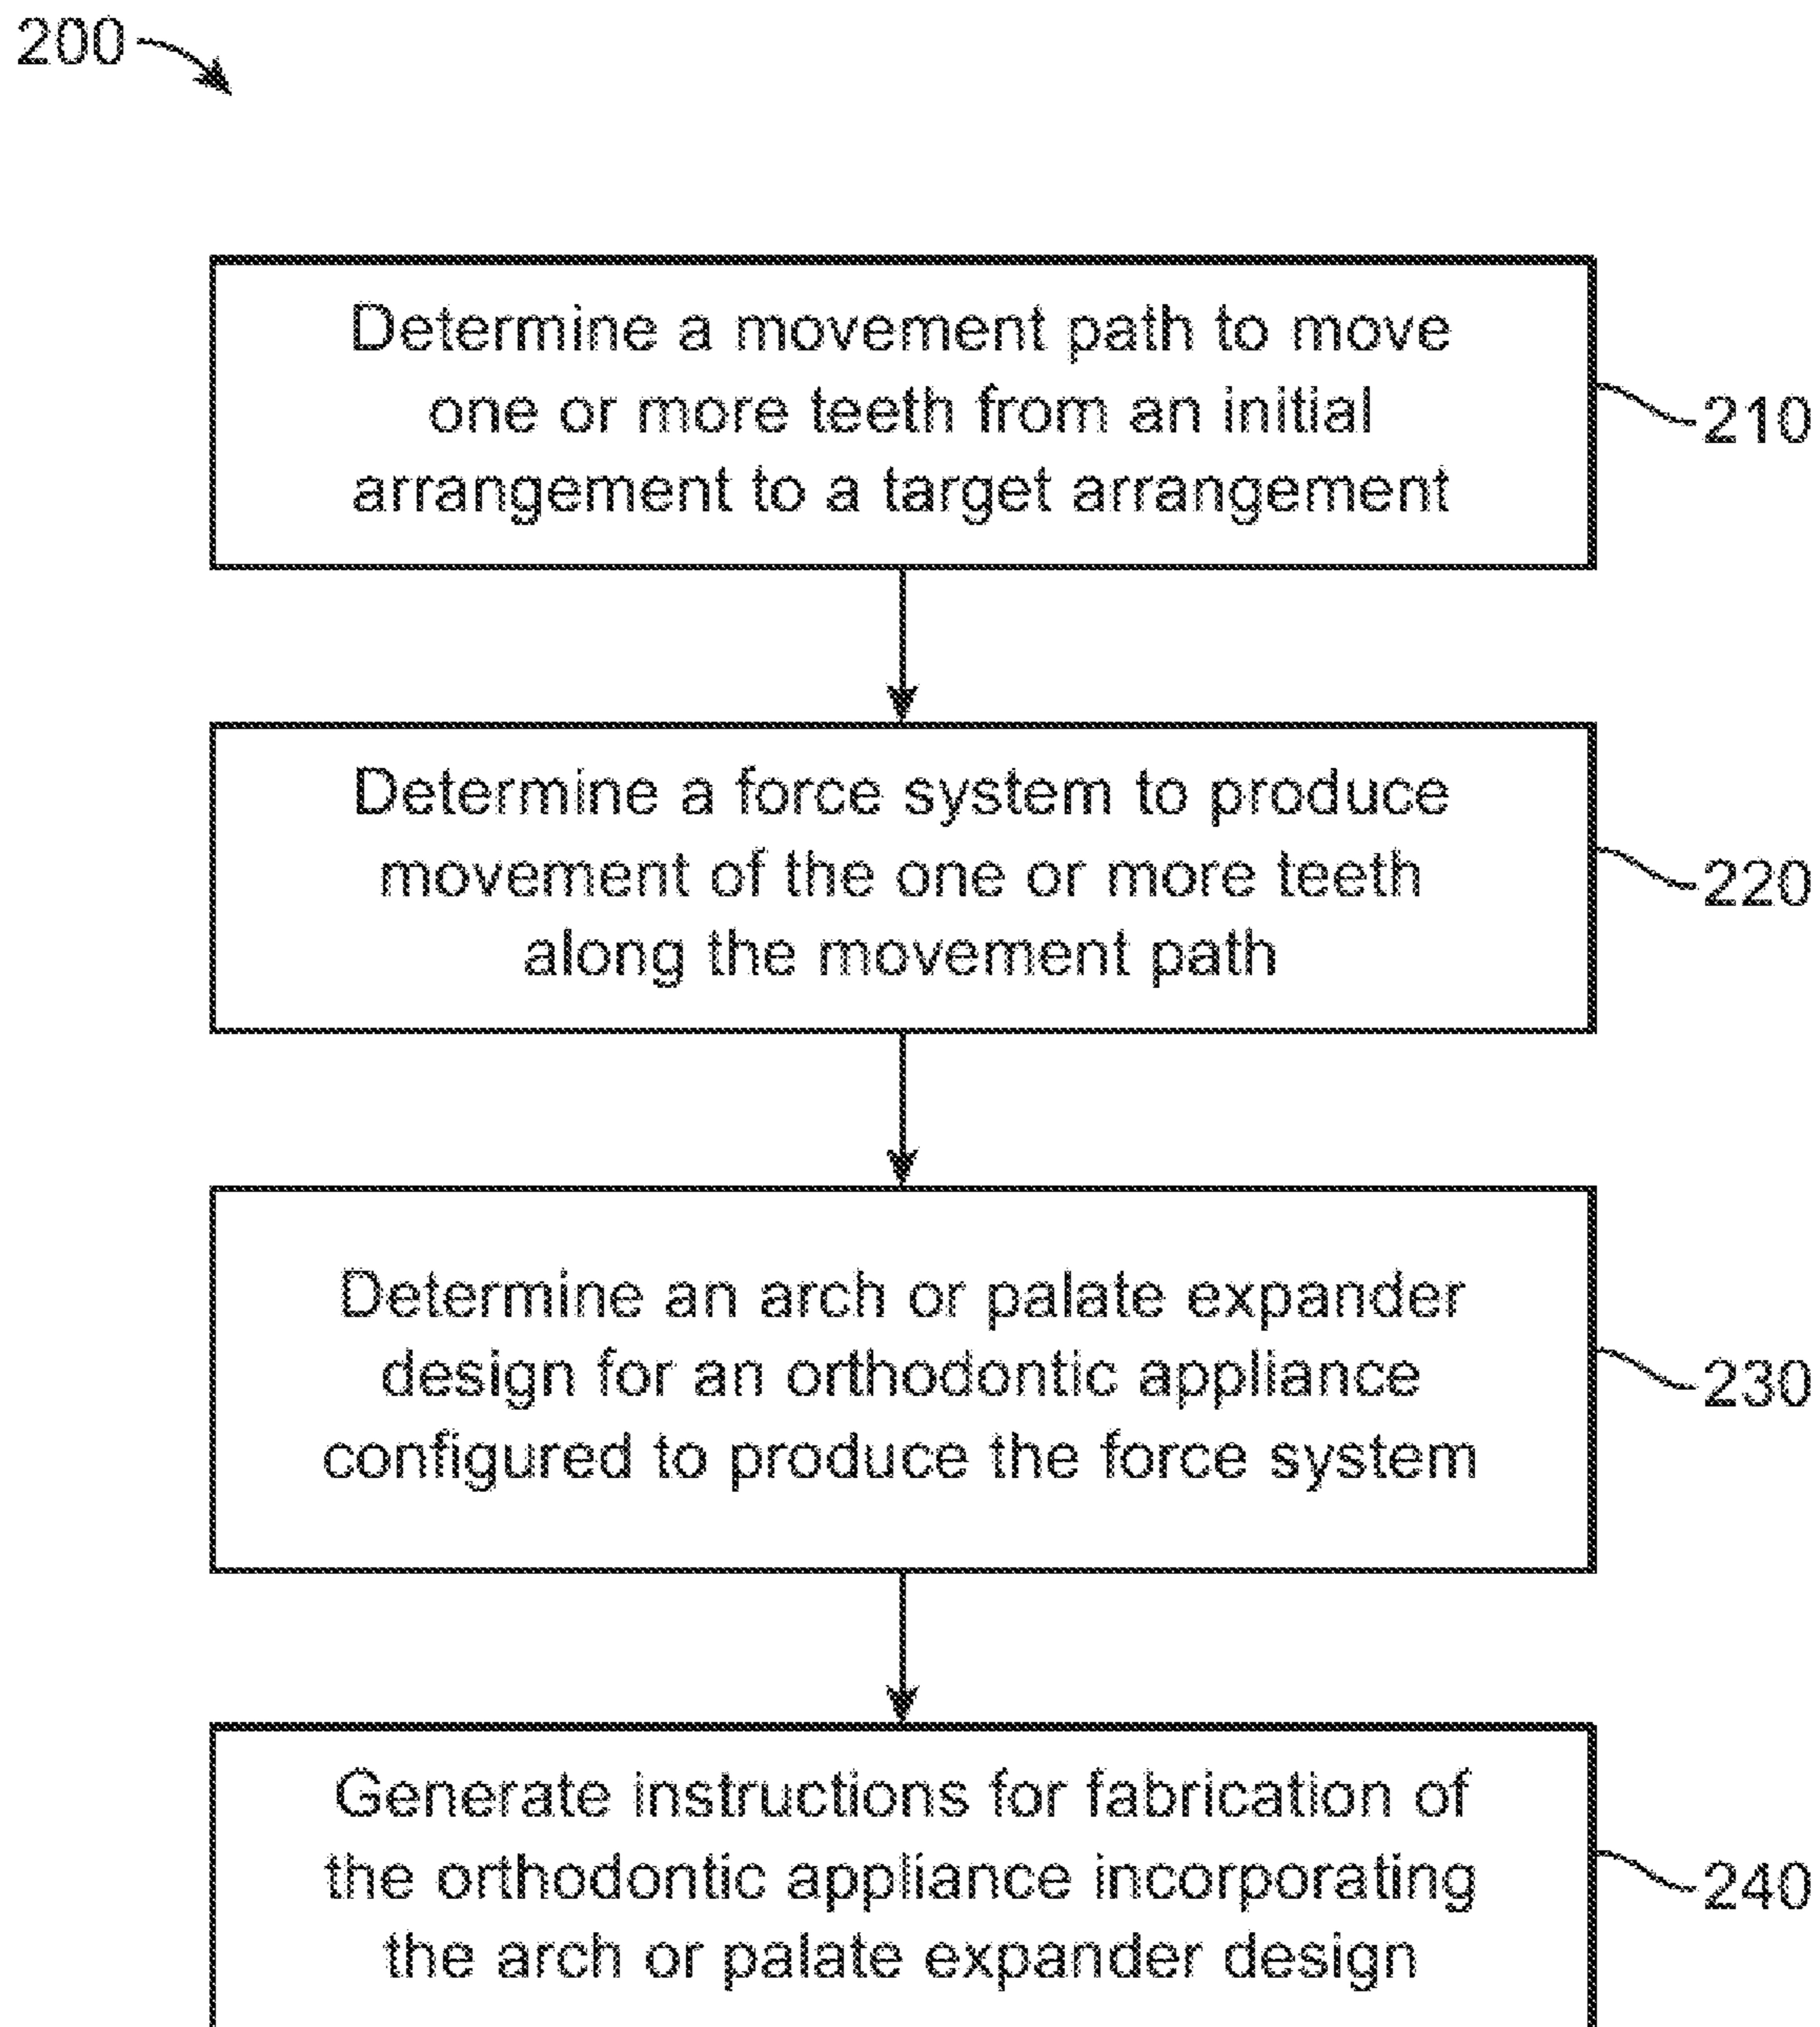 200
Determine a movement path to move
one or more teeth from an initial
arrangement to a target arrangement
210
Determine a force system to produce
movement of the one or more teeth
along the movement path
220
Determine an arch or palate expander
design for an orthodontic appliance
configured to produce the force system
230
Generate instructions for fabrication of
the orthodontic appliance incorporating
the arch or palate expander design
240